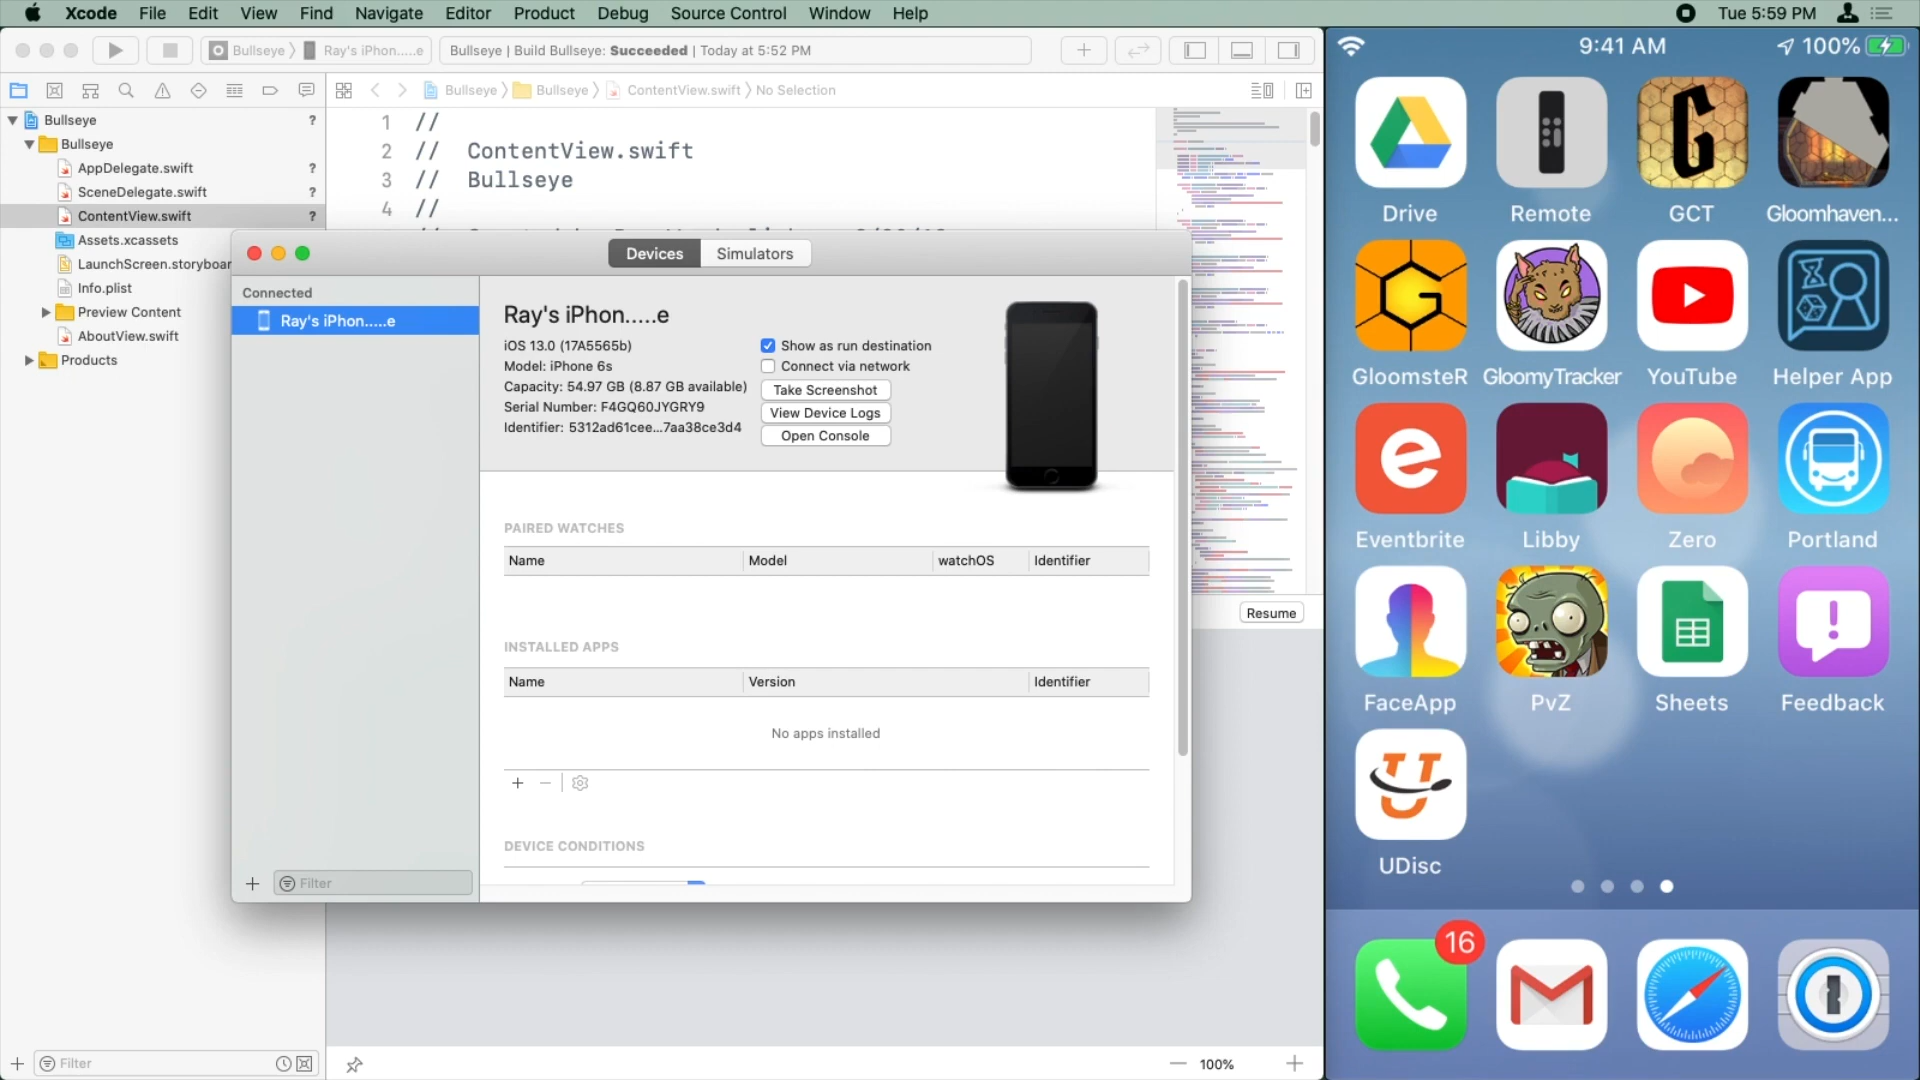 Xcode File Edit View Find Navigate Editor Product Debug Source Control Window Help
Tue 5:59 PM
Bullseye Ray's iPhon.....e
Bullseye | Build Bullseye: Succeeded | Today at 5:52 PM
Bullseye Bullseye ContentView.swift No Selection
Bullseye ?
Bullseye
AppDelegate.swift ?
SceneDelegate.swift ?
ContentView.swift ?
Assets.xcassets
LaunchScreen.storyboar
Info.plist
Preview Content
AboutView.swift
Products
Filter
1 //
2 // ContentView.swift
3 // Bullseye
4 //
Devices Simulators
Connected
Ray's iPhon.....e
Filter
Ray's iPhon.....e
iOS 13.0 (17A5565b)
Model: iPhone 6s
Capacity: 54.97 GB (8.87 GB available)
Serial Number: F4GQ60JYGRY9
Identifier: 5312ad61cee...7aa38ce3d4
Show as run destination
Connect via network
Take Screenshot
View Device Logs
Open Console
PAIRED WATCHES
Name Model watchOS Identifier
INSTALLED APPS
Name Version Identifier
No apps installed
DEVICE CONDITIONS
Resume
100%
9:41 AM
100%
Drive Remote GCT Gloomhaven...
GloomsteR GloomyTracker YouTube Helper App
Eventbrite Libby Zero Portland
FaceApp PvZ Sheets Feedback
UDisc
16